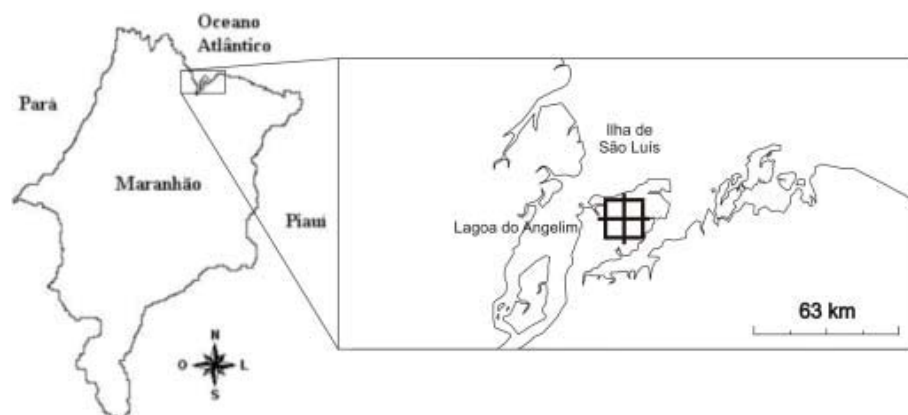 Oceano
Atlântico
Pará
Maranhão
Piauí
N
O
L
S
Ilha de
São Luís
Lagoa do Angelim
63 km